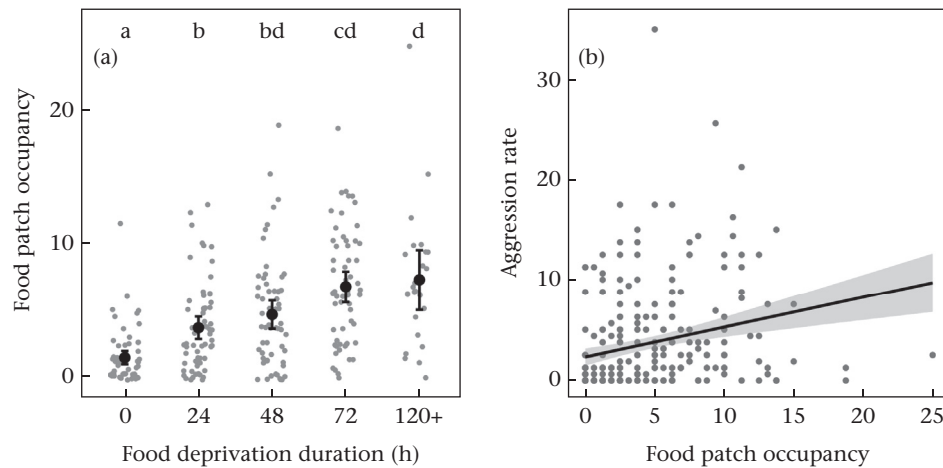 a b bd cd d
(a)
20
10
0
Food patch occupancy
0 24 48 72 120+
Food deprivation duration (h)
(b)
30
20
10
0
Aggression rate
0 5 10 15 20 25
Food patch occupancy